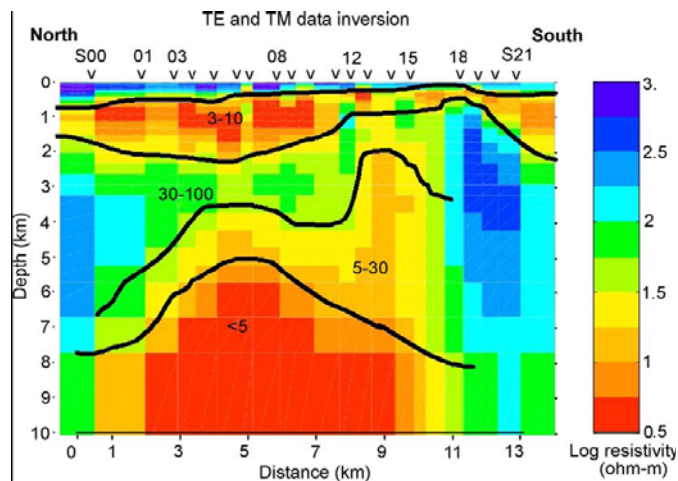 TE and TM data inversion
North
South
S00 01 03 08 12 15 18 S21
0
1
2
3
4
5
6
7
8
9
10
Depth (km)
3-10
30-100
5-30
<5
0 1 3 5 7 9 11 13
Distance (km)
3.
2.5
2
1.5
1
0.5
Log resistivity
(ohm-m)